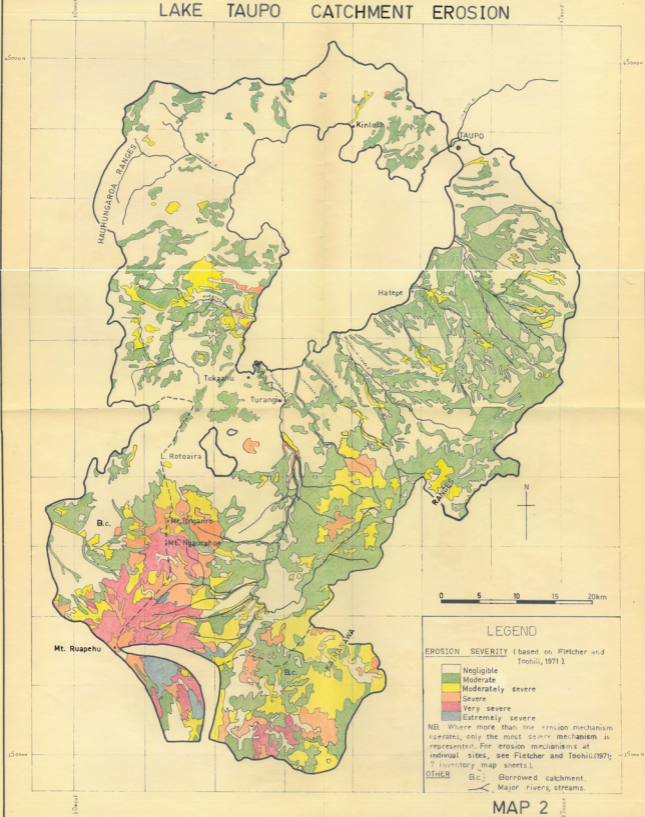 LAKE TAUPO CATCHMENT EROSION
Kinloch
TAUPO
HAUHUNGAROA RANGES
Hatepe
Tokaanu
Turangi
L. Rotoaira
B.c.
Mt. Tongariro
Mt. Ngauruhoe
RANGES
N
0 5 10 15 20km
Mt. Ruapehu
B.c.
LEGEND
EROSION SEVERITY (based on Fletcher and
Toohill, 1971).
Negligible
Moderate
Moderately severe
Severe
Very severe
Extremely severe
NB. Where more than one erosion mechanism
operates, only the most severe mechanism is
represented. For erosion mechanisms at
indivual sites, see Fletcher and Toohill (1971;
7 inventory map sheets).
OTHER B.c. Borrowed catchment.
Major rivers, streams.
MAP 2